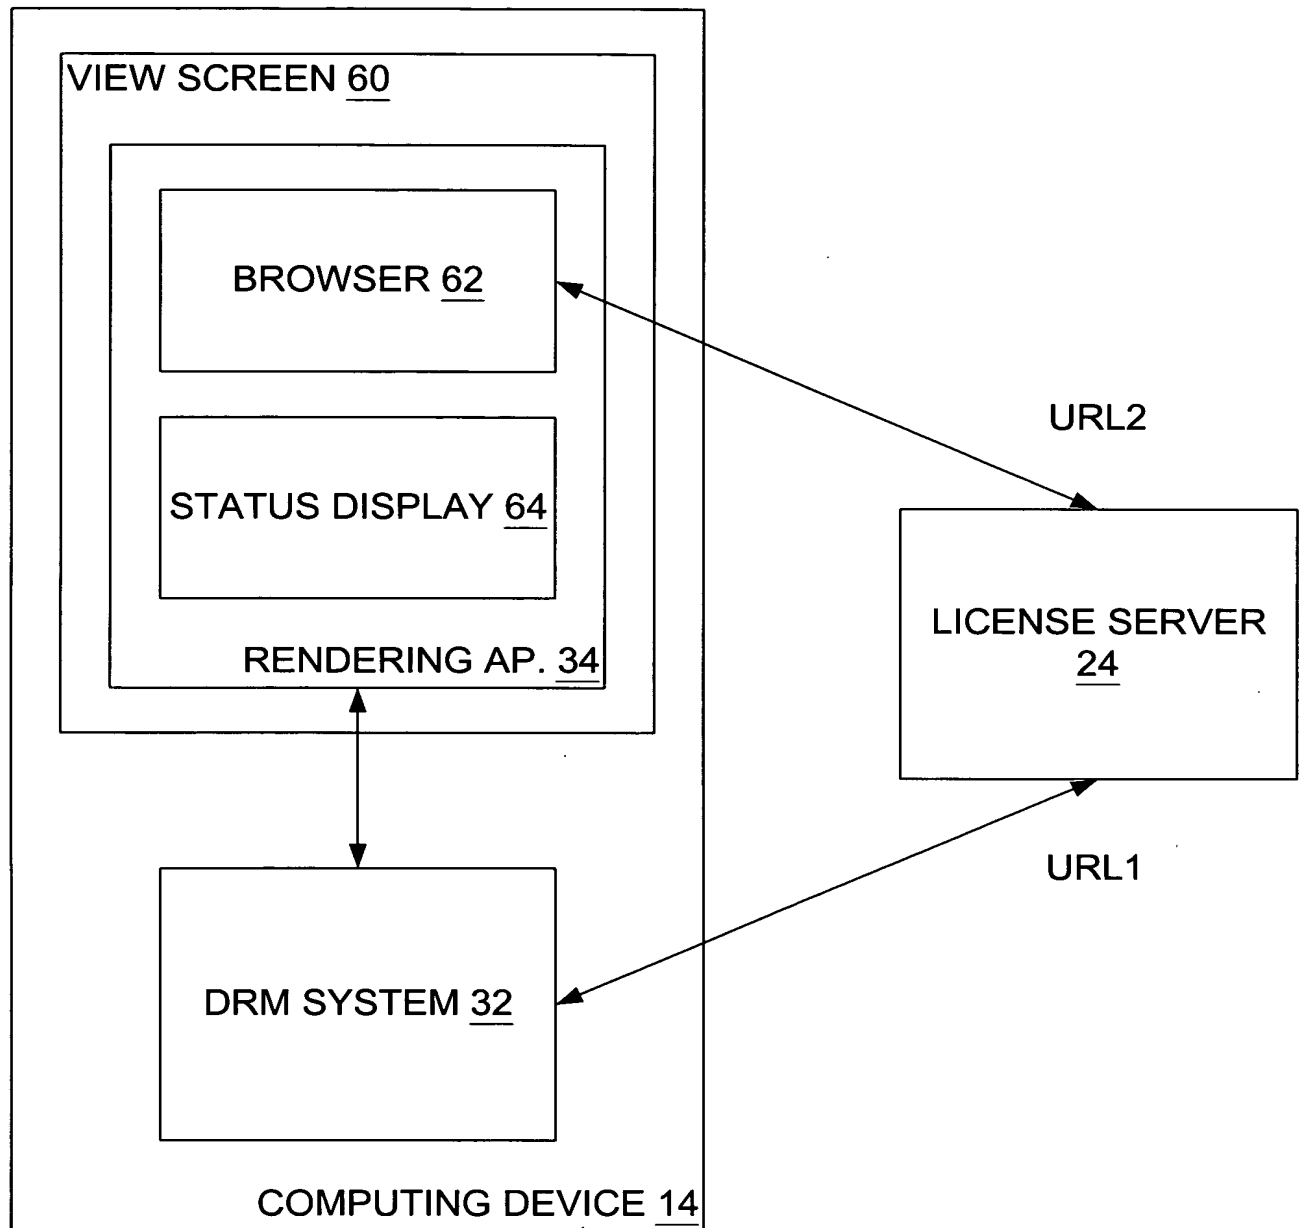 VIEW SCREEN 60
BROWSER 62
URL2
STATUS DISPLAY 64
LICENSE SERVER
24
RENDERING AP. 34
URL1
DRM SYSTEM 32
COMPUTING DEVICE 14